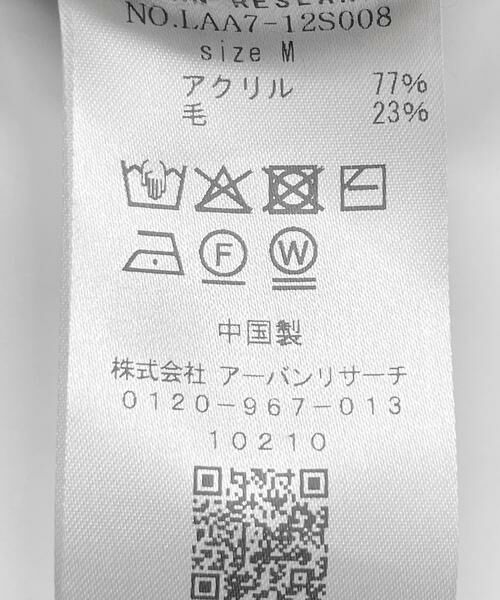 NO.LAA7-12S008
size M
アクリル 77%
毛 23%
F W
中国製
株式会社 アーバンリサーチ
0120-967-013
10210